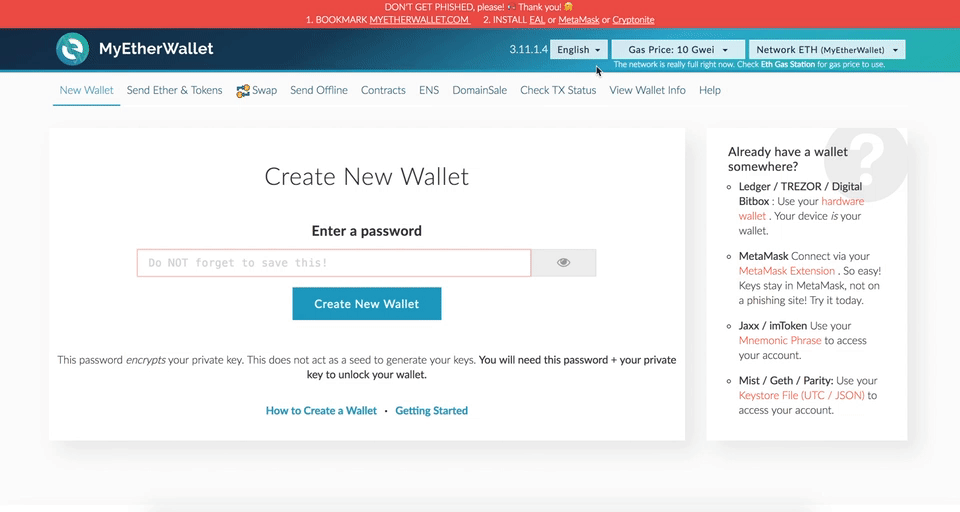 DON'T GET PHISHED, please! Thank you!
1. BOOKMARK MYETHERWALLET.COM 2. INSTALL EAL or MetaMask or Cryptonite
MyEtherWallet
3.11.1.4 English Gas Price: 10 Gwei Network ETH (MyEtherWallet)
The network is really full right now. Check Eth Gas Station for gas price to use.
New Wallet Send Ether & Tokens Swap Send Offline Contracts ENS DomainSale Check TX Status View Wallet Info Help
Create New Wallet
Enter a password
Do NOT forget to save this!
Create New Wallet
This password encrypts your private key. This does not act as a seed to generate your keys. You will need this password + your private
key to unlock your wallet.
How to Create a Wallet · Getting Started
Already have a wallet
somewhere?
Ledger / TREZOR / Digital
Bitbox : Use your hardware
wallet . Your device is your
wallet.
MetaMask Connect via your
MetaMask Extension . So easy!
Keys stay in MetaMask, not on
a phishing site! Try it today.
Jaxx / imToken Use your
Mnemonic Phrase to access
your account.
Mist / Geth / Parity: Use your
Keystore File (UTC / JSON) to
access your account.